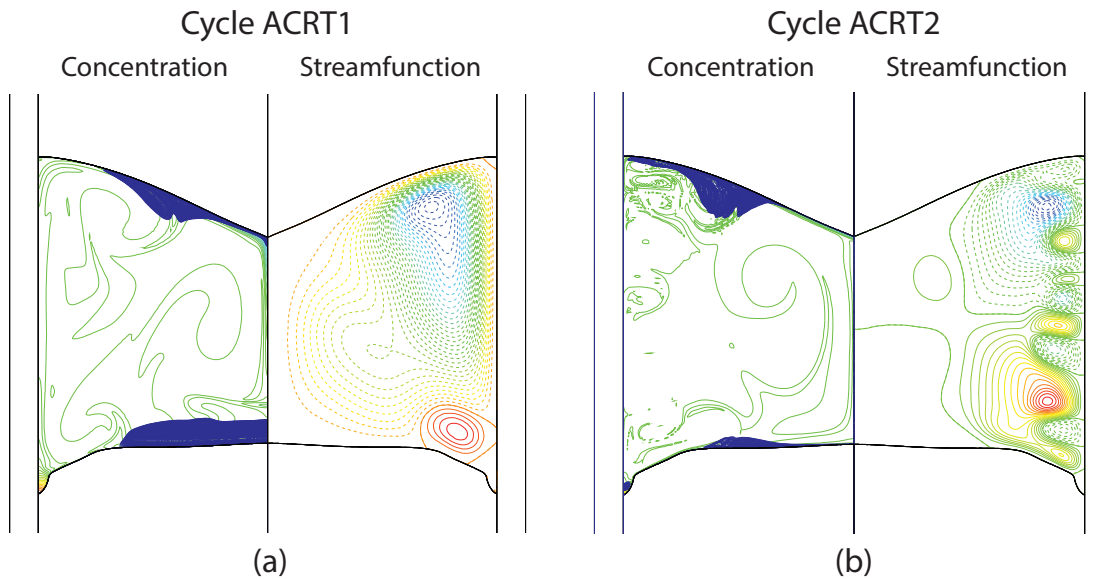 Cycle ACRT1
Concentration Streamfunction
(a)
Cycle ACRT2
Concentration Streamfunction
(b)